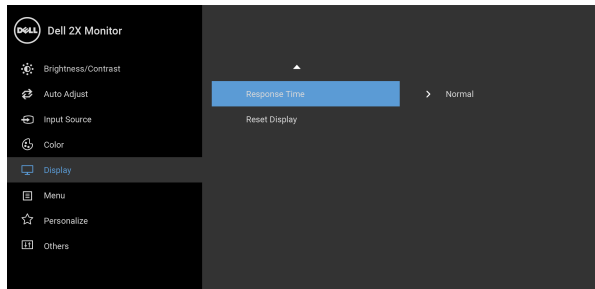 DELL Dell 2X Monitor
Brightness/Contrast
Auto Adjust
Response Time Normal
Input Source
Reset Display
Color
Display
Menu
Personalize
Others